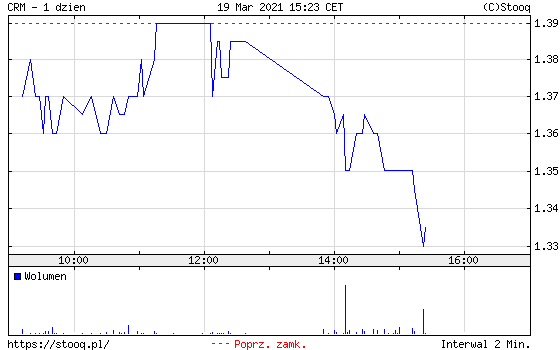 CRM - 1 dzien 19 Mar 2021 15:23 CET (C)Stooq
1.39
1.38
1.37
1.36
1.35
1.34
1.33
10:00 12:00 14:00 16:00
Wolumen
https://stooq.pl/ --- Poprz. zamk. Interwal 2 Min.